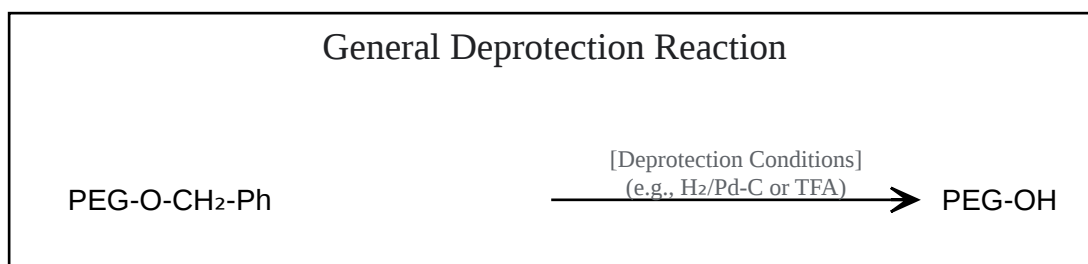 General Deprotection Reaction
[Deprotection Conditions]
(e.g., H₂/Pd-C or TFA)
PEG-O-CH₂-Ph
PEG-OH